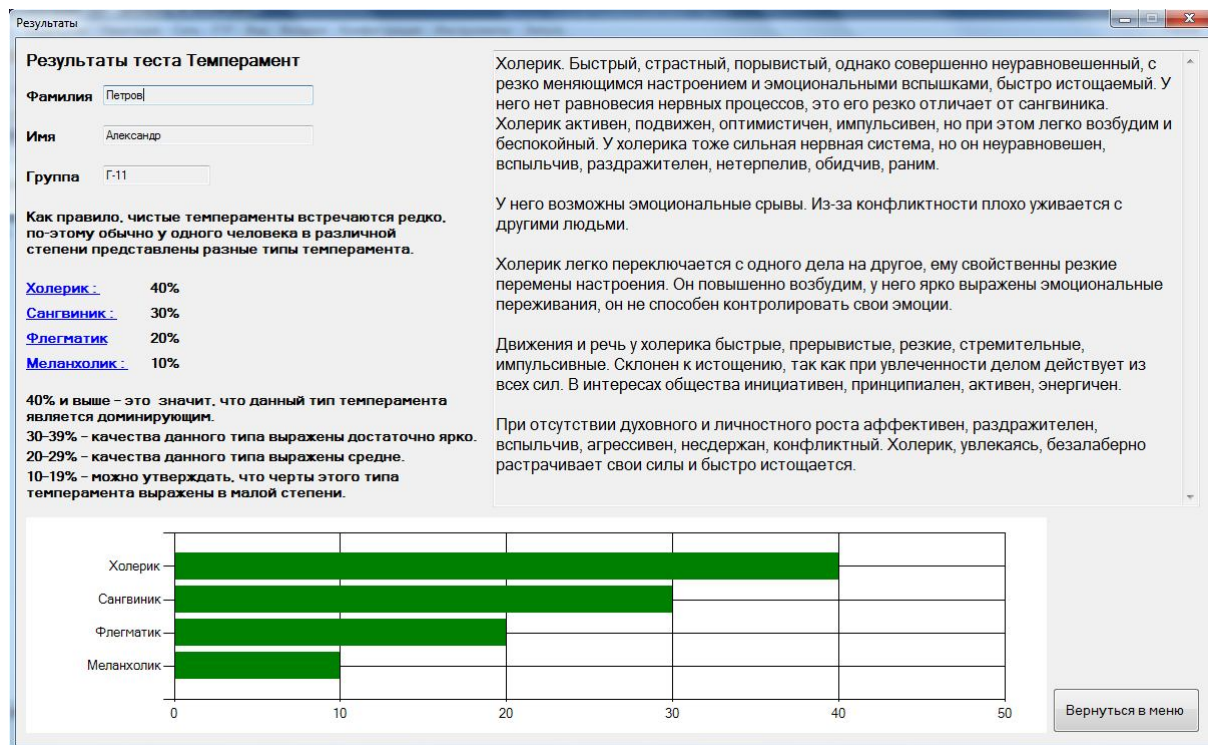 Результаты
Результаты теста Темперамент
Фамилия Петров
Имя Александр
Группа Г-11
Как правило, чистые темпераменты встречаются редко,
по-этому обычно у одного человека в различной
степени представлены разные типы темперамента.
Холерик : 40%
Сангвиник : 30%
Флегматик 20%
Меланхолик : 10%
40% и выше – это значит, что данный тип темперамента
является доминирующим.
30-39% – качества данного типа выражены достаточно ярко.
20-29% – качества данного типа выражены средне.
10-19% – можно утверждать, что черты этого типа
темперамента выражены в малой степени.
Холерик. Быстрый, страстный, порывистый, однако совершенно неуравновешенный, с
резко меняющимся настроением и эмоциональными вспышками, быстро истощаемый. У
него нет равновесия нервных процессов, это его резко отличает от сангвиника.
Холерик активен, подвижен, оптимистичен, импульсивен, но при этом легко возбудим и
беспокойный. У холерика тоже сильная нервная система, но он неуравновешен,
вспыльчив, раздражителен, нетерпелив, обидчив, раним.
У него возможны эмоциональные срывы. Из-за конфликтности плохо уживается с
другими людьми.
Холерик легко переключается с одного дела на другое, ему свойственны резкие
перемены настроения. Он повышенно возбудим, у него ярко выражены эмоциональные
переживания, он не способен контролировать свои эмоции.
Движения и речь у холерика быстрые, прерывистые, резкие, стремительные,
импульсивные. Склонен к истощению, так как при увлеченности делом действует из
всех сил. В интересах общества инициативен, принципиален, активен, энергичен.
При отсутствии духовного и личностного роста аффективен, раздражителен,
вспыльчив, агрессивен, несдержан, конфликтный. Холерик, увлекаясь, безалаберно
растрачивает свои силы и быстро истощается.
Холерик
Сангвиник
Флегматик
Меланхолик
0 10 20 30 40 50
Вернуться в меню